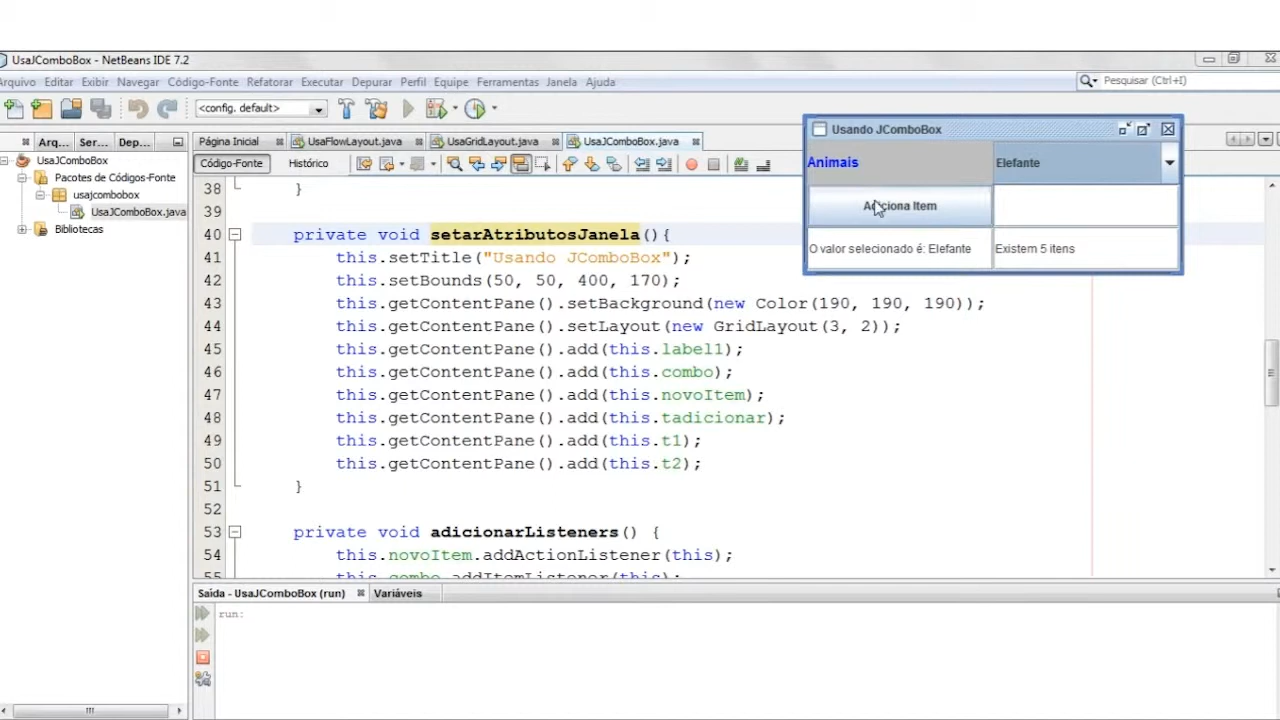 UsaJComboBox - NetBeans IDE 7.2
Arquivo Editar Exibir Navegar Código-Fonte Refatorar Executar Depurar Perfil Equipe Ferramentas Janela Ajuda
Pesquisar (Ctrl+I)
<config. default>
Arq... Ser... Dep...
Página Inicial UsaFlowLayout.java UsaGridLayout.java UsaJComboBox.java
Código-Fonte Histórico
UsaJComboBox
Pacotes de Códigos-Fonte
usajcombobox
UsaJComboBox.java
Bibliotecas
Usando JComboBox
Animais Elefante
Adiciona Item
O valor selecionado é: Elefante Existem 5 itens
38 }
39
40 private void setarAtributosJanela(){
41 this.setTitle("Usando JComboBox");
42 this.setBounds(50, 50, 400, 170);
43 this.getContentPane().setBackground(new Color(190, 190, 190));
44 this.getContentPane().setLayout(new GridLayout(3, 2));
45 this.getContentPane().add(this.label1);
46 this.getContentPane().add(this.combo);
47 this.getContentPane().add(this.novoItem);
48 this.getContentPane().add(this.tadicionar);
49 this.getContentPane().add(this.t1);
50 this.getContentPane().add(this.t2);
51 }
52
53 private void adicionarListeners() {
54 this.novoItem.addActionListener(this);
55 this.combo.addItemListener(this);
Saída - UsaJComboBox (run) Variáveis
run: